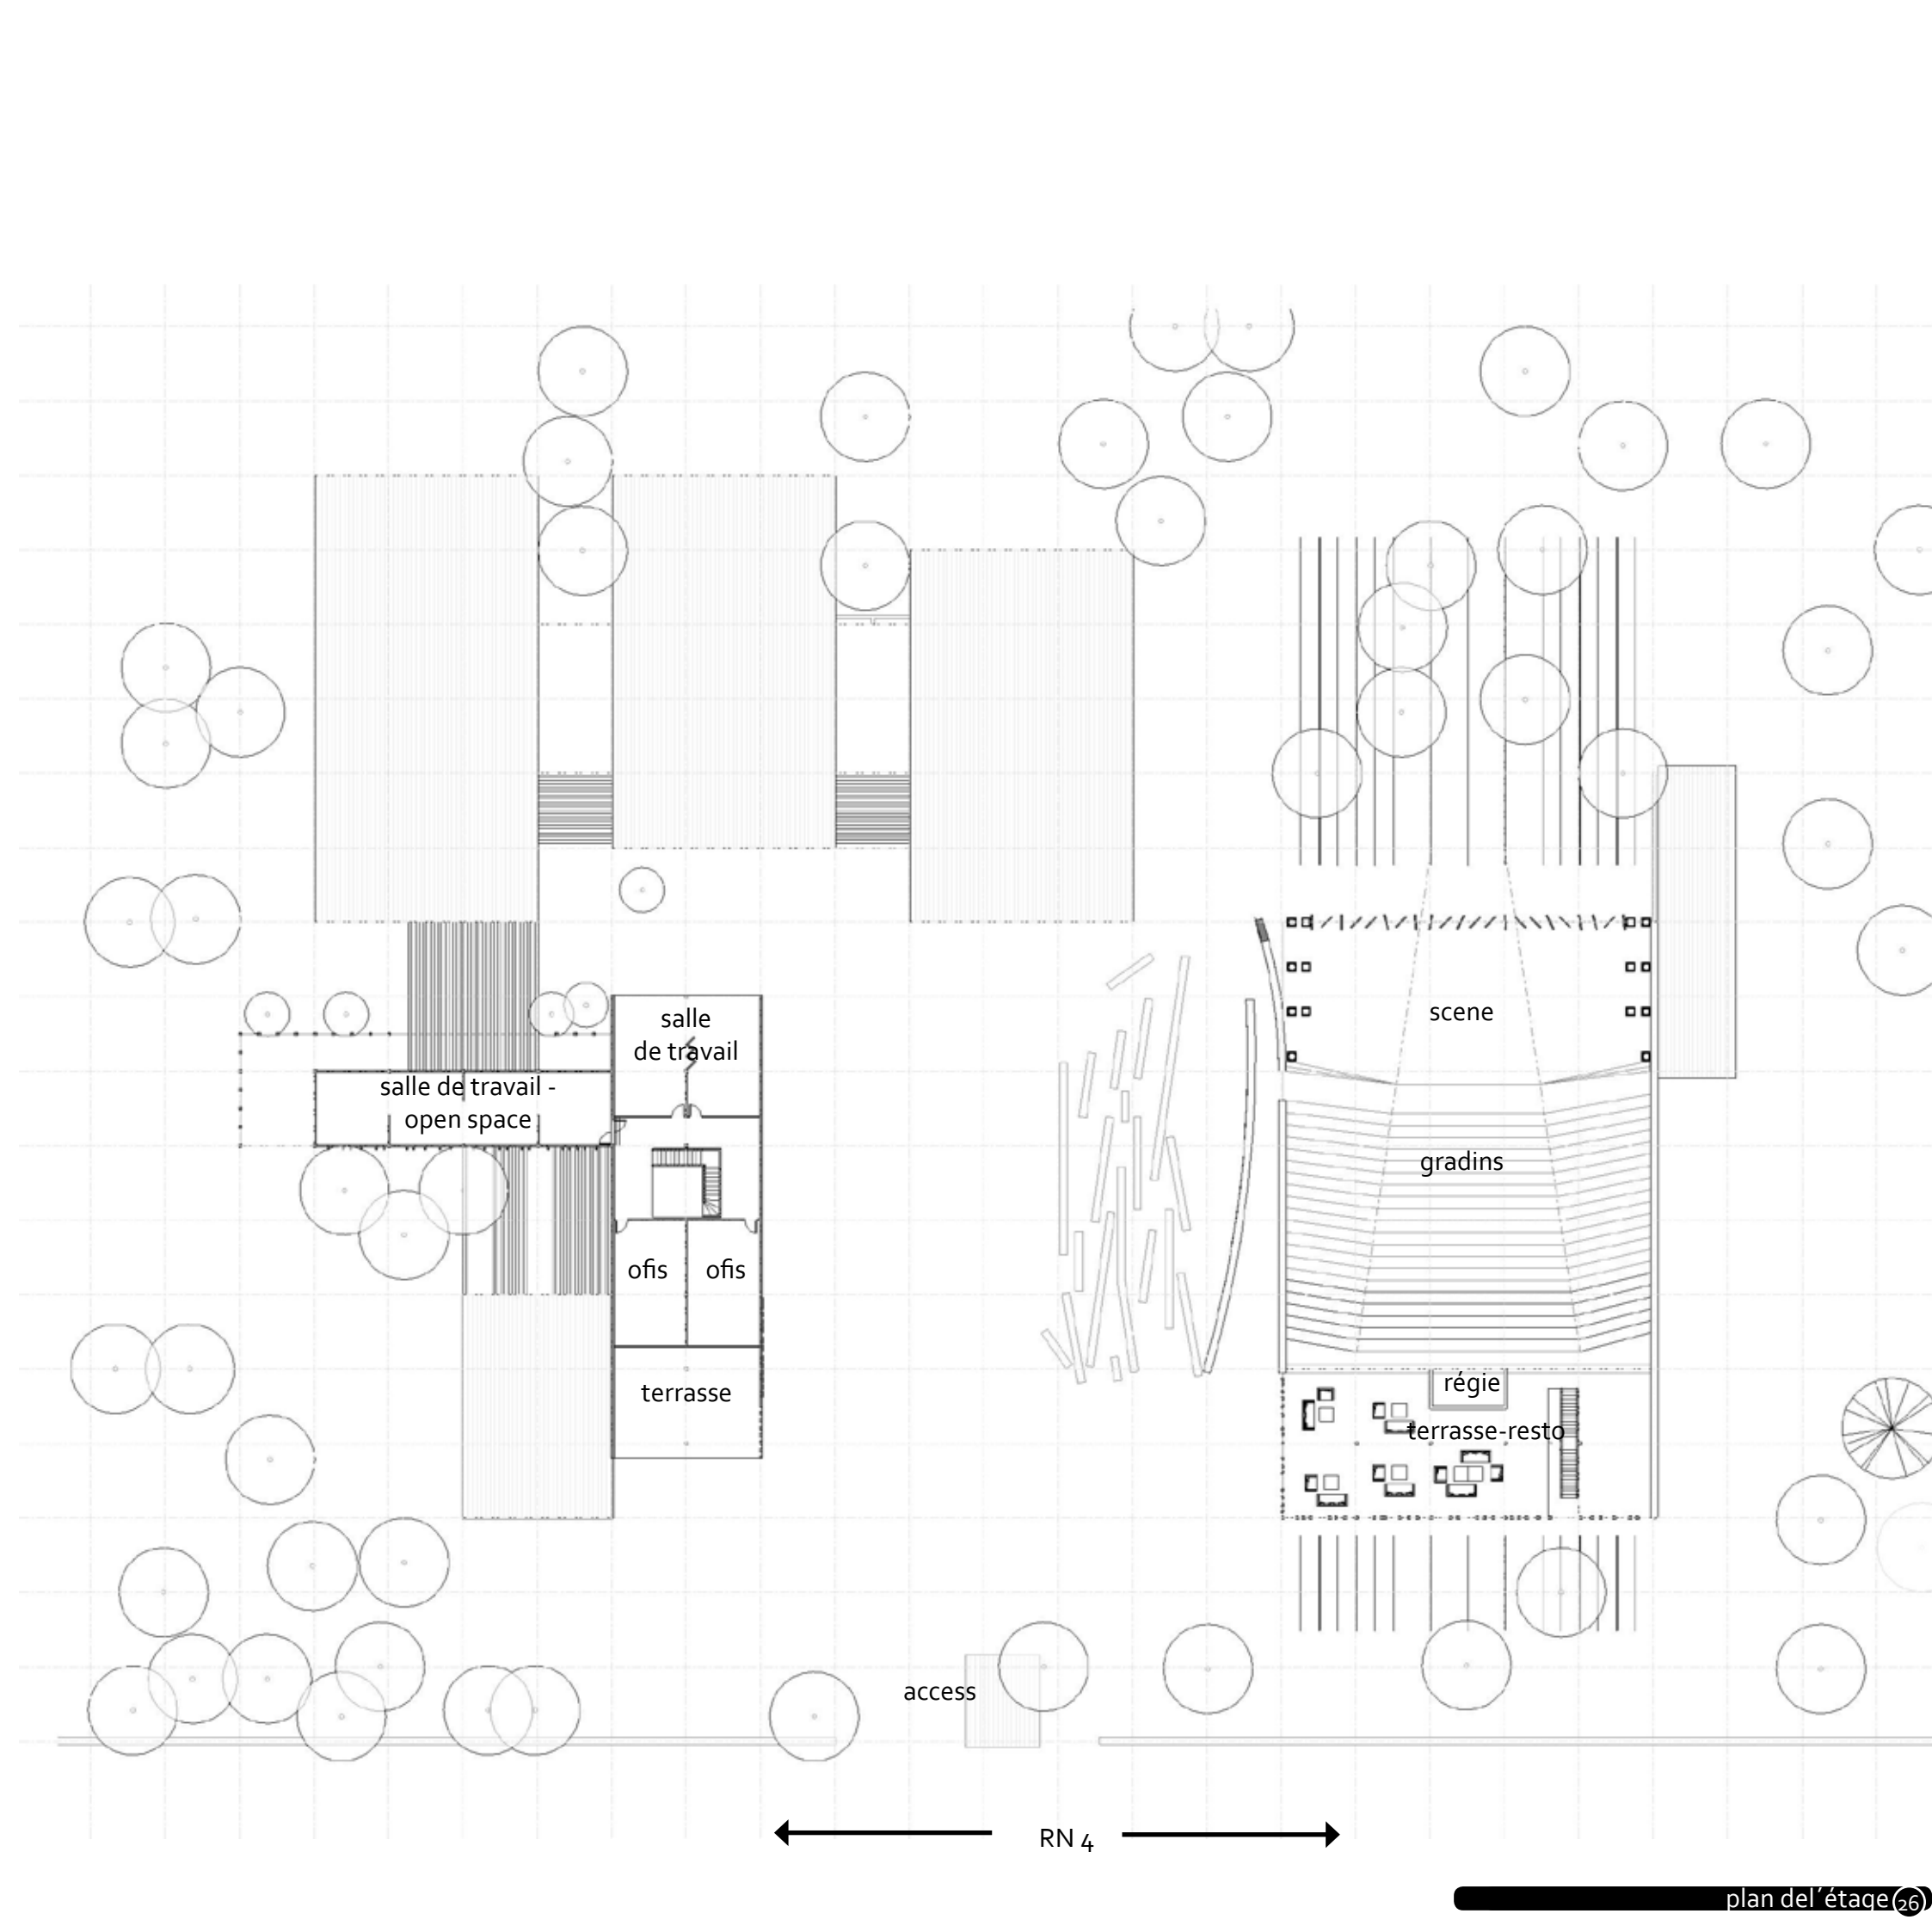 scene
salle
de travail
salle de travail -
open space
gradins
ofis
ofis
terrasse
régie
terrasse-resto
access
RN 4
plan del´étage 26